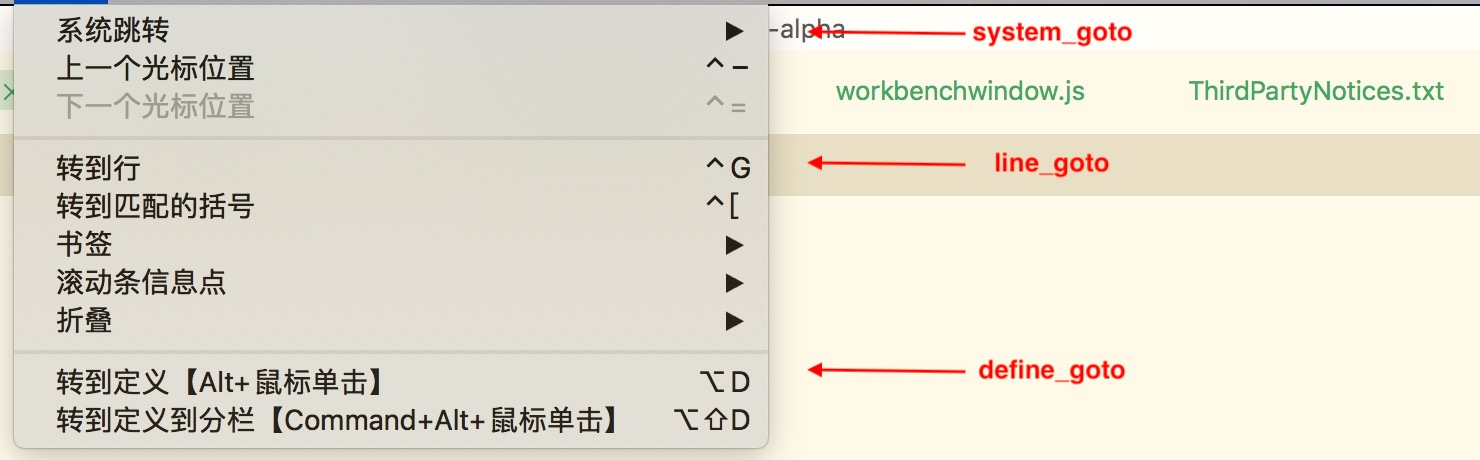 系统跳转 ▶ -alpha system_goto
上一个光标位置 ^-
下一个光标位置 ^=
workbenchwindow.js ThirdPartyNotices.txt
转到行 ^G line_goto
转到匹配的括号 ^[
书签 ▶
滚动条信息点 ▶
折叠 ▶
转到定义【Alt+鼠标单击】 ⌥D define_goto
转到定义到分栏【Command+Alt+鼠标单击】 ⌥⇧D